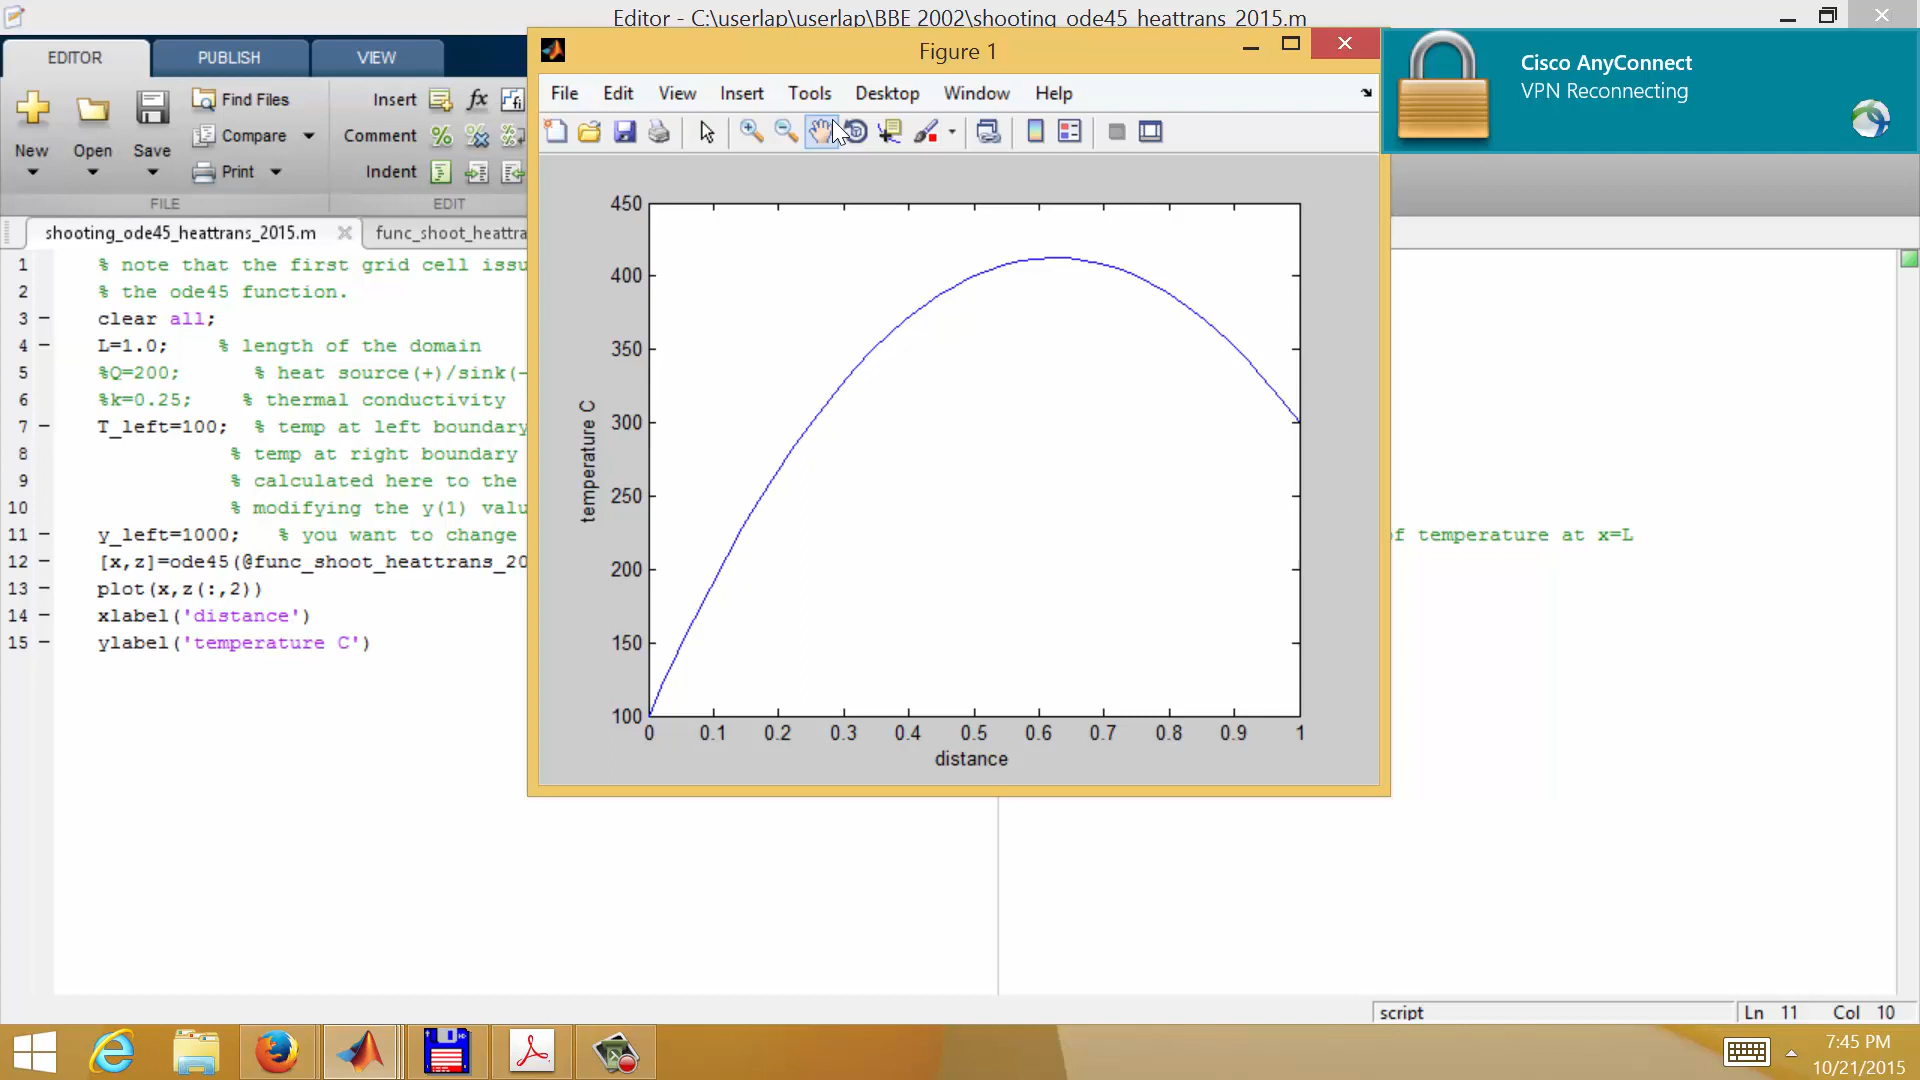 Editor - C:\userlap\userlap\BBE 2002\shooting_ode45_heattrans_2015.m
EDITOR PUBLISH VIEW
New
Open
Save
Find Files
Compare
Print
FILE
Insert fx
Comment
Indent
EDIT
shooting_ode45_heattrans_2015.m
func_shoot_heattra
1 % note that the first grid cell issu
2 % the ode45 function.
3 - clear all;
4 - L=1.0; % length of the domain
5 %Q=200; % heat source(+)/sink(-
6 %k=0.25; % thermal conductivity
7 - T_left=100; % temp at left boundary
8 % temp at right boundary
9 % calculated here to the
10 % modifying the y(1) valu
11 - y_left=1000; % you want to change
f temperature at x=L
12 - [x,z]=ode45(@func_shoot_heattrans_20
13 - plot(x,z(:,2))
14 - xlabel('distance')
15 - ylabel('temperature C')
Figure 1
File Edit View Insert Tools Desktop Window Help
450
400
350
300
250
200
150
100
temperature C
0 0.1 0.2 0.3 0.4 0.5 0.6 0.7 0.8 0.9 1
distance
Cisco AnyConnect
VPN Reconnecting
script
Ln 11 Col 10
7:45 PM
10/21/2015